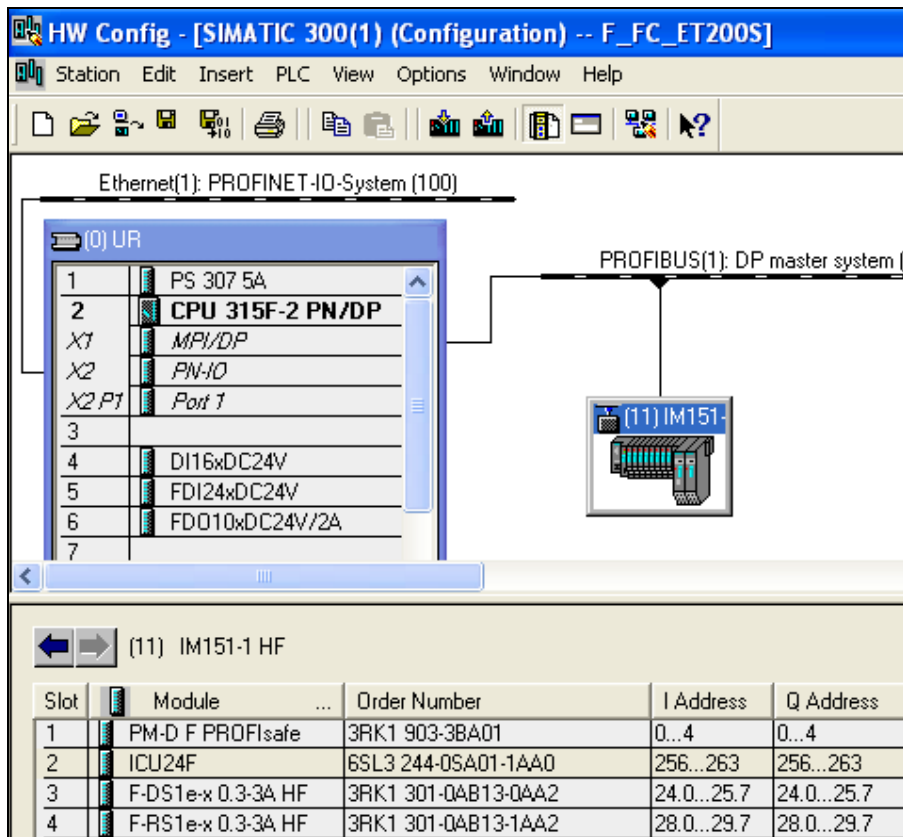 HW Config - [SIMATIC 300(1) (Configuration) -- F_FC_ET200S]
Station Edit Insert PLC View Options Window Help
Ethernet(1): PROFINET-IO-System (100)
(0) UR
PROFIBUS(1): DP master system (
1 PS 307 5A
2 CPU 315F-2 PN/DP
X1 MPI/DP
X2 PN-IO
X2 P1 Port 1
3
4 DI16xDC24V
5 FDI24xDC24V
6 FDO10xDC24V/2A
7
(11) IM151-
(11) IM151-1 HF
Slot Module ... Order Number I Address Q Address
1 PM-D F PROFIsafe 3RK1 903-3BA01 0...4 0...4
2 ICU24F 6SL3 244-0SA01-1AA0 256...263 256...263
3 F-DS1e-x 0.3-3A HF 3RK1 301-0AB13-0AA2 24.0...25.7 24.0...25.7
4 F-RS1e-x 0.3-3A HF 3RK1 301-0AB13-1AA2 28.0...29.7 28.0...29.7